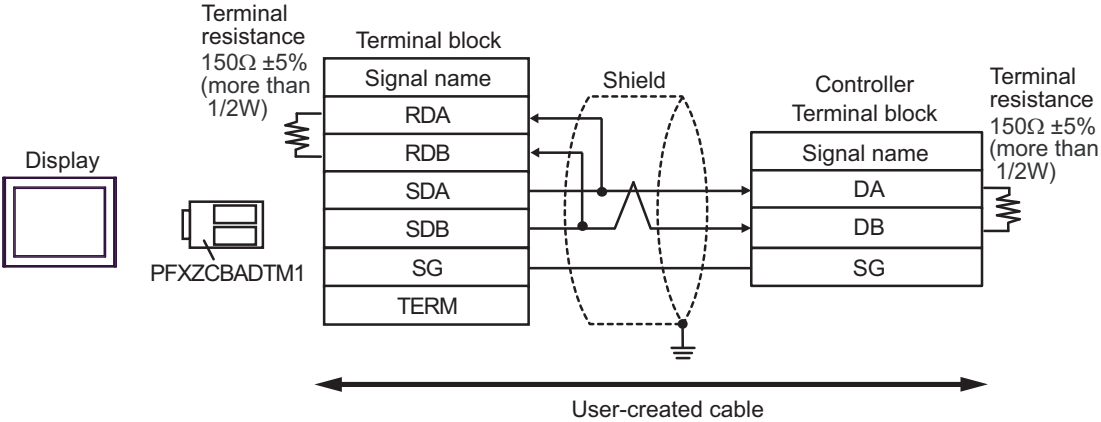 Terminal
resistance
150Ω ±5%
(more than
1/2W)
Terminal block
Signal name
RDA
RDB
SDA
SDB
SG
TERM
Display
PFXZCBADTM1
Shield
Controller
Terminal block
Signal name
DA
DB
SG
Terminal
resistance
150Ω ±5%
(more than
1/2W)
User-created cable